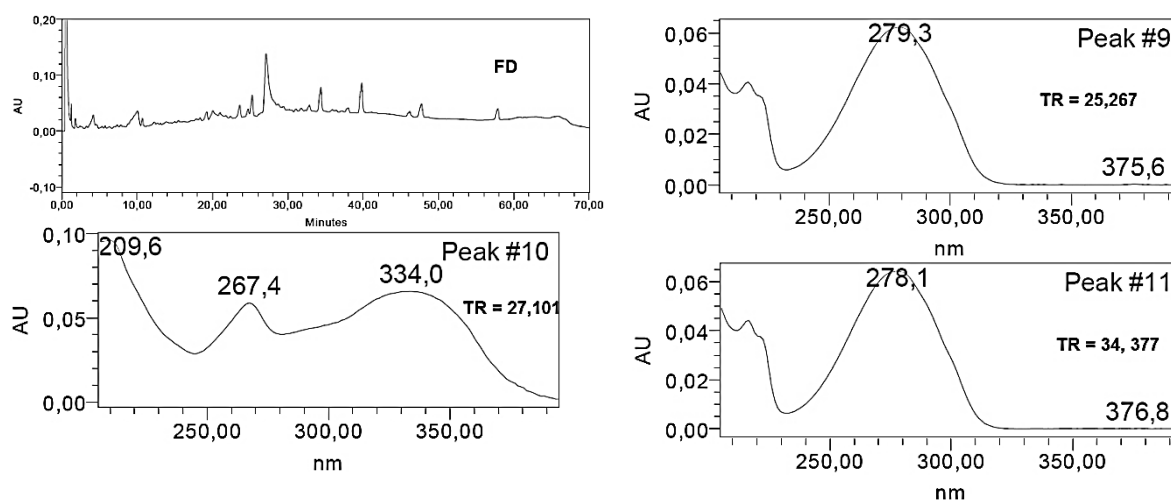 0,20
0,10
0,00
-0,10
AU
FD
0,00 10,00 20,00 30,00 40,00 50,00 60,00 70,00
Minutes
0,10
0,05
0,00
AU
209,6
267,4
334,0
Peak #10
TR = 27,101
250,00 300,00 350,00
nm
0,06
0,04
0,02
0,00
AU
279,3
Peak #9
TR = 25,267
375,6
250,00 300,00 350,00
nm
0,06
0,04
0,02
0,00
AU
278,1
Peak #11
TR = 34, 377
376,8
250,00 300,00 350,00
nm